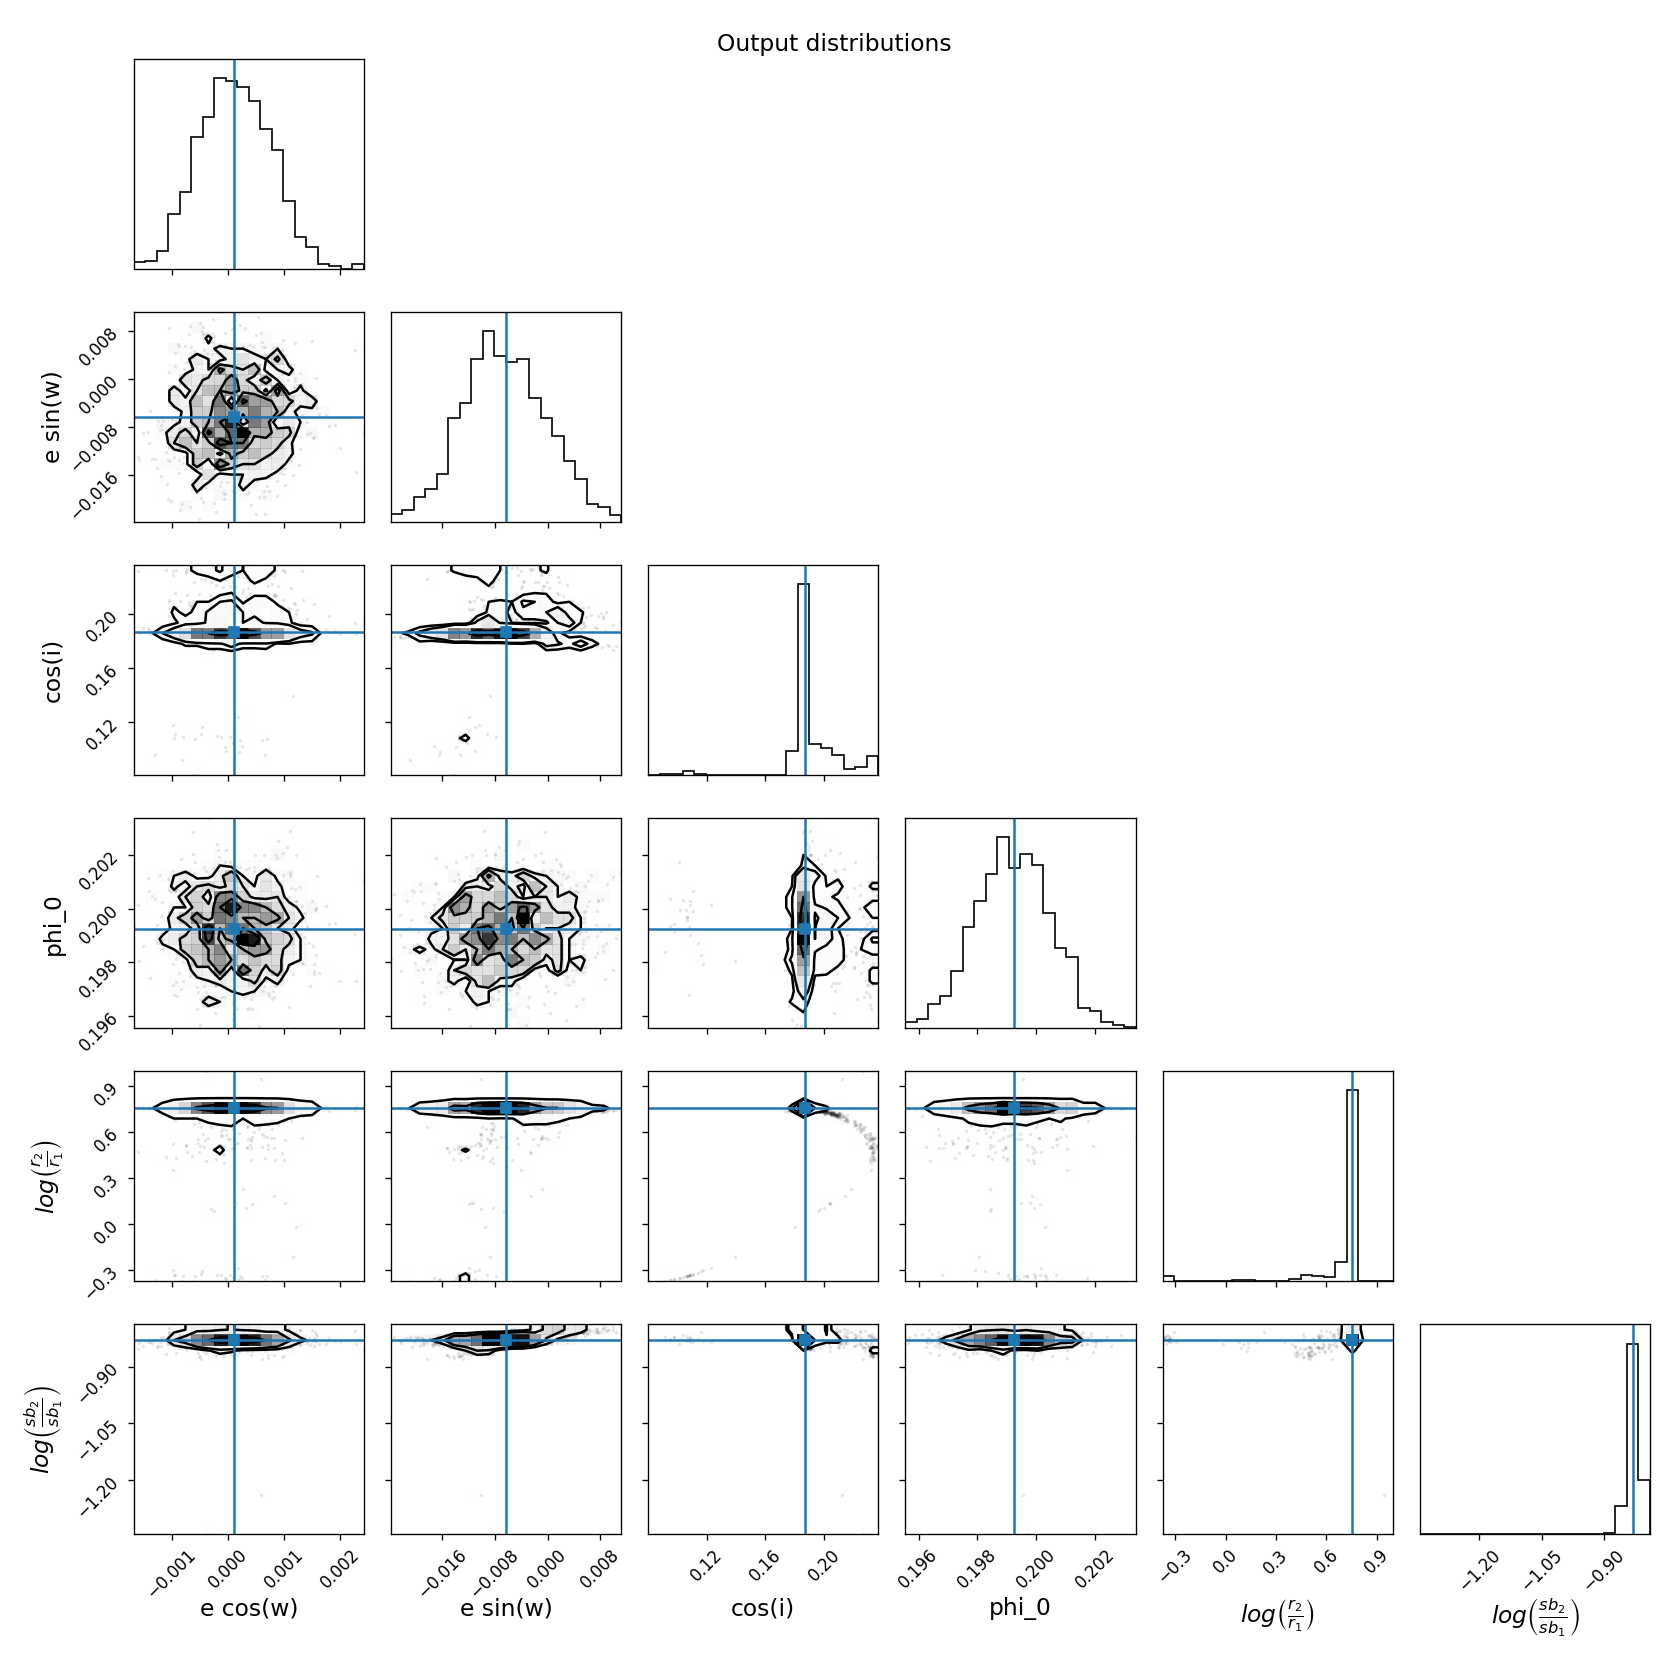 Output distributions
0.008
0.000
−0.008
−0.016
e sin(w)
0.20
0.16
0.12
cos(i)
0.202
0.200
0.198
0.196
phi_0
0.9
0.6
0.3
0.0
−0.3
log(r₂/r₁)
−0.90
−1.05
−1.20
log(sb₂/sb₁)
−0.001 0.000 0.001 0.002
e cos(w)
−0.016 −0.008 0.000 0.008
e sin(w)
0.12 0.16 0.20
cos(i)
0.196 0.198 0.200 0.202
phi_0
−0.3 0.0 0.3 0.6 0.9
log(r₂/r₁)
−1.20 −1.05 −0.90
log(sb₂/sb₁)